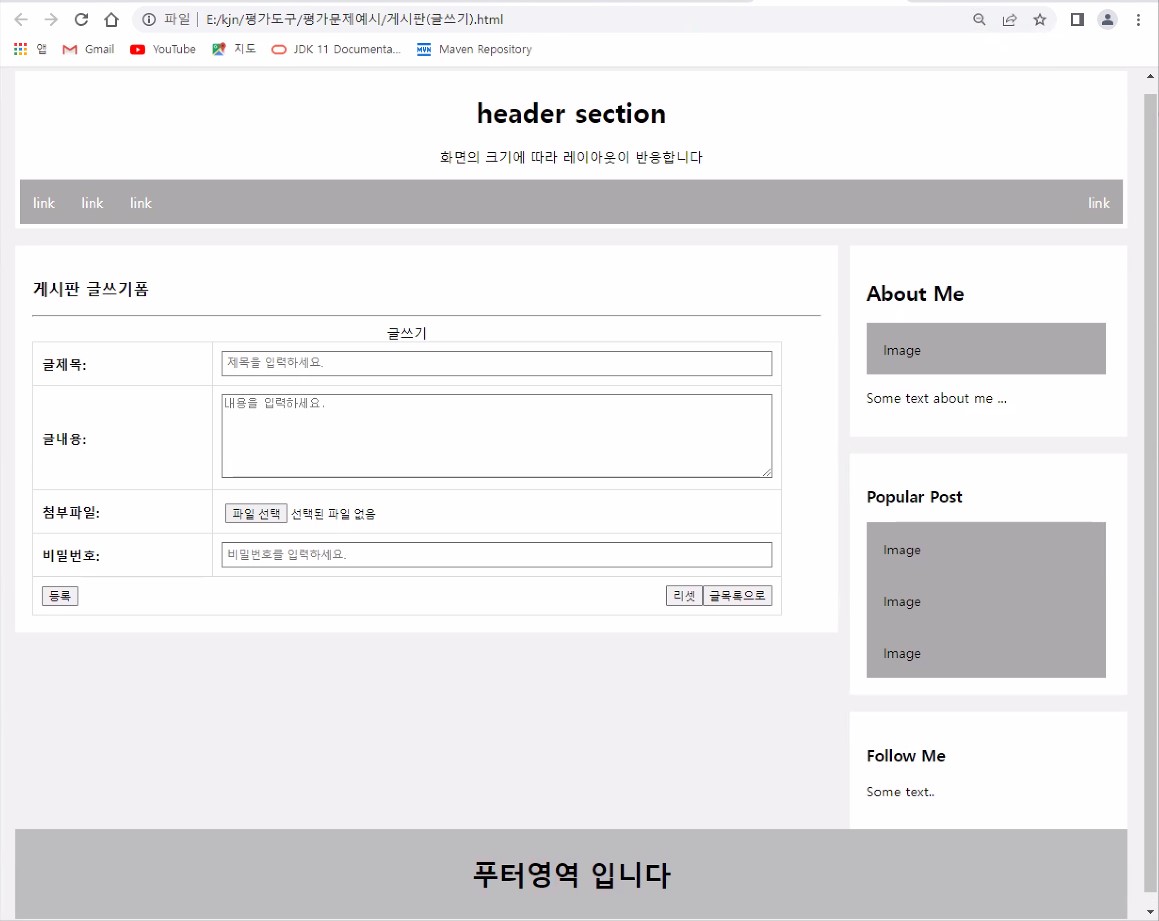 파일 E:/kjn/평가도구/평가문제예시/게시판(글쓰기).html
앱 Gmail YouTube 지도 JDK 11 Documenta... Maven Repository
header section
화면의 크기에 따라 레이아웃이 반응합니다
link link link link
게시판 글쓰기폼
글쓰기
글제목: 제목을 입력하세요.
글내용: 내용을 입력하세요.
첨부파일: 파일 선택 선택된 파일 없음
비밀번호: 비밀번호를 입력하세요.
등록 리셋 글목록으로
About Me
Image
Some text about me ...
Popular Post
Image
Image
Image
Follow Me
Some text..
푸터영역 입니다